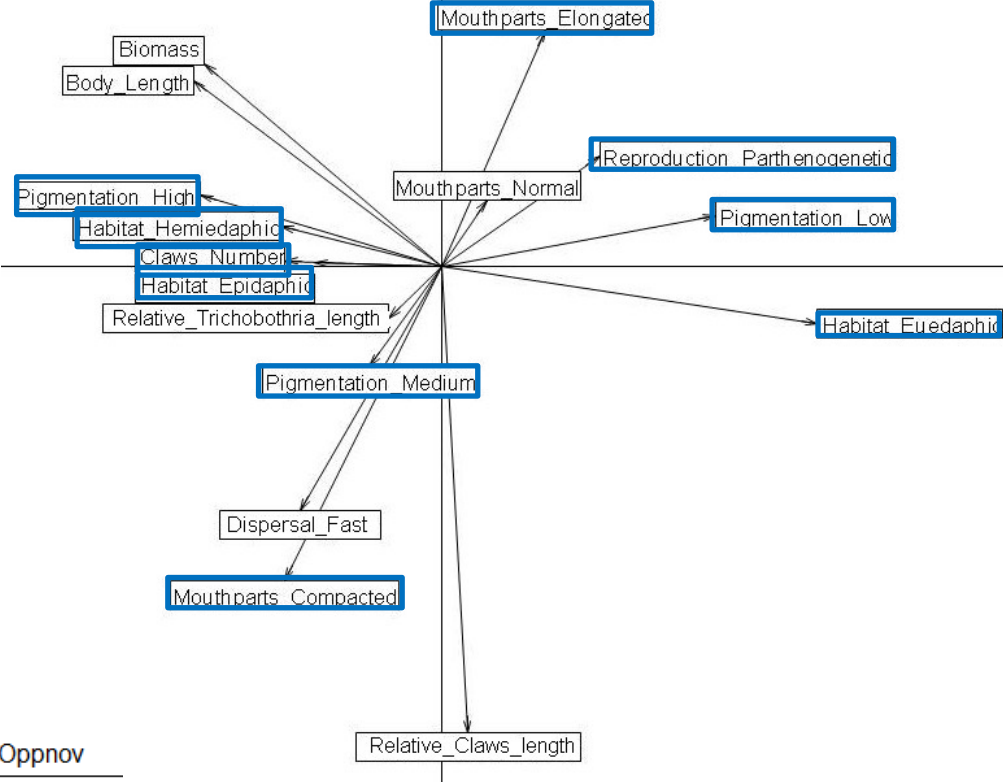 Mouthparts_Elongated
Biomass
Body_Length
Reproduction_Parthenogenetic
Mouthparts_Normal
Pigmentation_High
Pigmentation_Low
Habitat_Hemiedaphic
Claws_Number
Habitat_Epidaphic
Relative_Trichobothria_length
Habitat_Euedaphic
Pigmentation_Medium
Dispersal_Fast
Mouthparts_Compacted
Relative_Claws_length
Oppnov